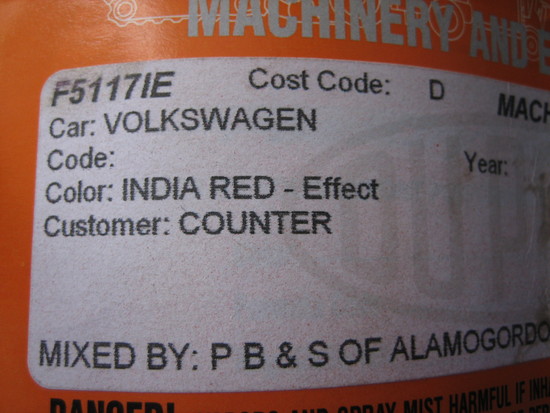 MACHINERY AND E
F5117IE Cost Code: D MACH
Car: VOLKSWAGEN
Code: Year:
Color: INDIA RED - Effect
Customer: COUNTER
MIXED BY: P B & S OF ALAMOGORDO
DANGER! AND SPRAY MIST HARMFUL IF INH